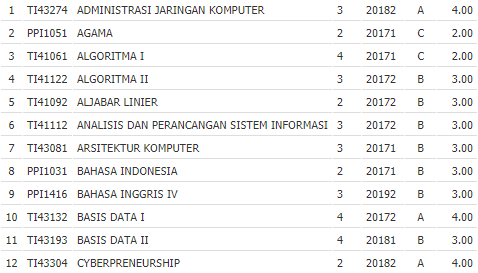 1 TI43274 ADMINISTRASI JARINGAN KOMPUTER 3 20182 A 4.00
2 PPI1051 AGAMA 2 20171 C 2.00
3 TI41061 ALGORITMA I 4 20171 C 2.00
4 TI41122 ALGORITMA II 3 20172 B 3.00
5 TI41092 ALJABAR LINIER 2 20172 B 3.00
6 TI41112 ANALISIS DAN PERANCANGAN SISTEM INFORMASI 3 20172 B 3.00
7 TI43081 ARSITEKTUR KOMPUTER 3 20171 B 3.00
8 PPI1031 BAHASA INDONESIA 2 20171 B 3.00
9 PPI1416 BAHASA INGGRIS IV 3 20192 B 3.00
10 TI43132 BASIS DATA I 4 20172 A 4.00
11 TI43193 BASIS DATA II 4 20181 B 3.00
12 TI43304 CYBERPRENEURSHIP 2 20182 A 4.00